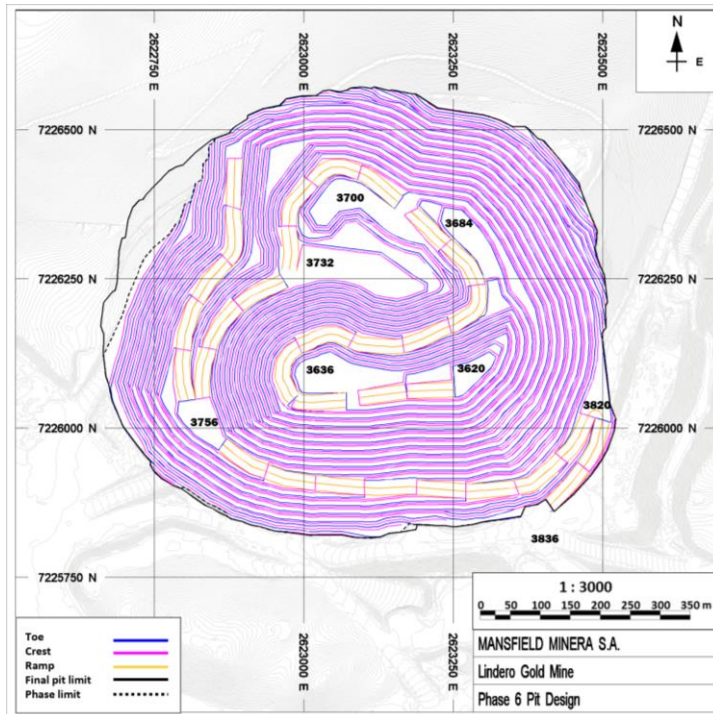 N
E
2622750 E
2623000 E
2623250 E
2623500 E
7226500 N
7226500 N
3700
3684
7226250 N
7226250 N
3732
3636
3620
3820
3756
7226000 N
7226000 N
3836
7225750 N
7225750 N
2622750 E
2623000 E
2623250 E
1 : 3000
0 50 100 150 200 250 300 350 m
MANSFIELD MINERA S.A.
Lindero Gold Mine
Phase 6 Pit Design
Toe
Crest
Ramp
Final pit limit
Phase limit